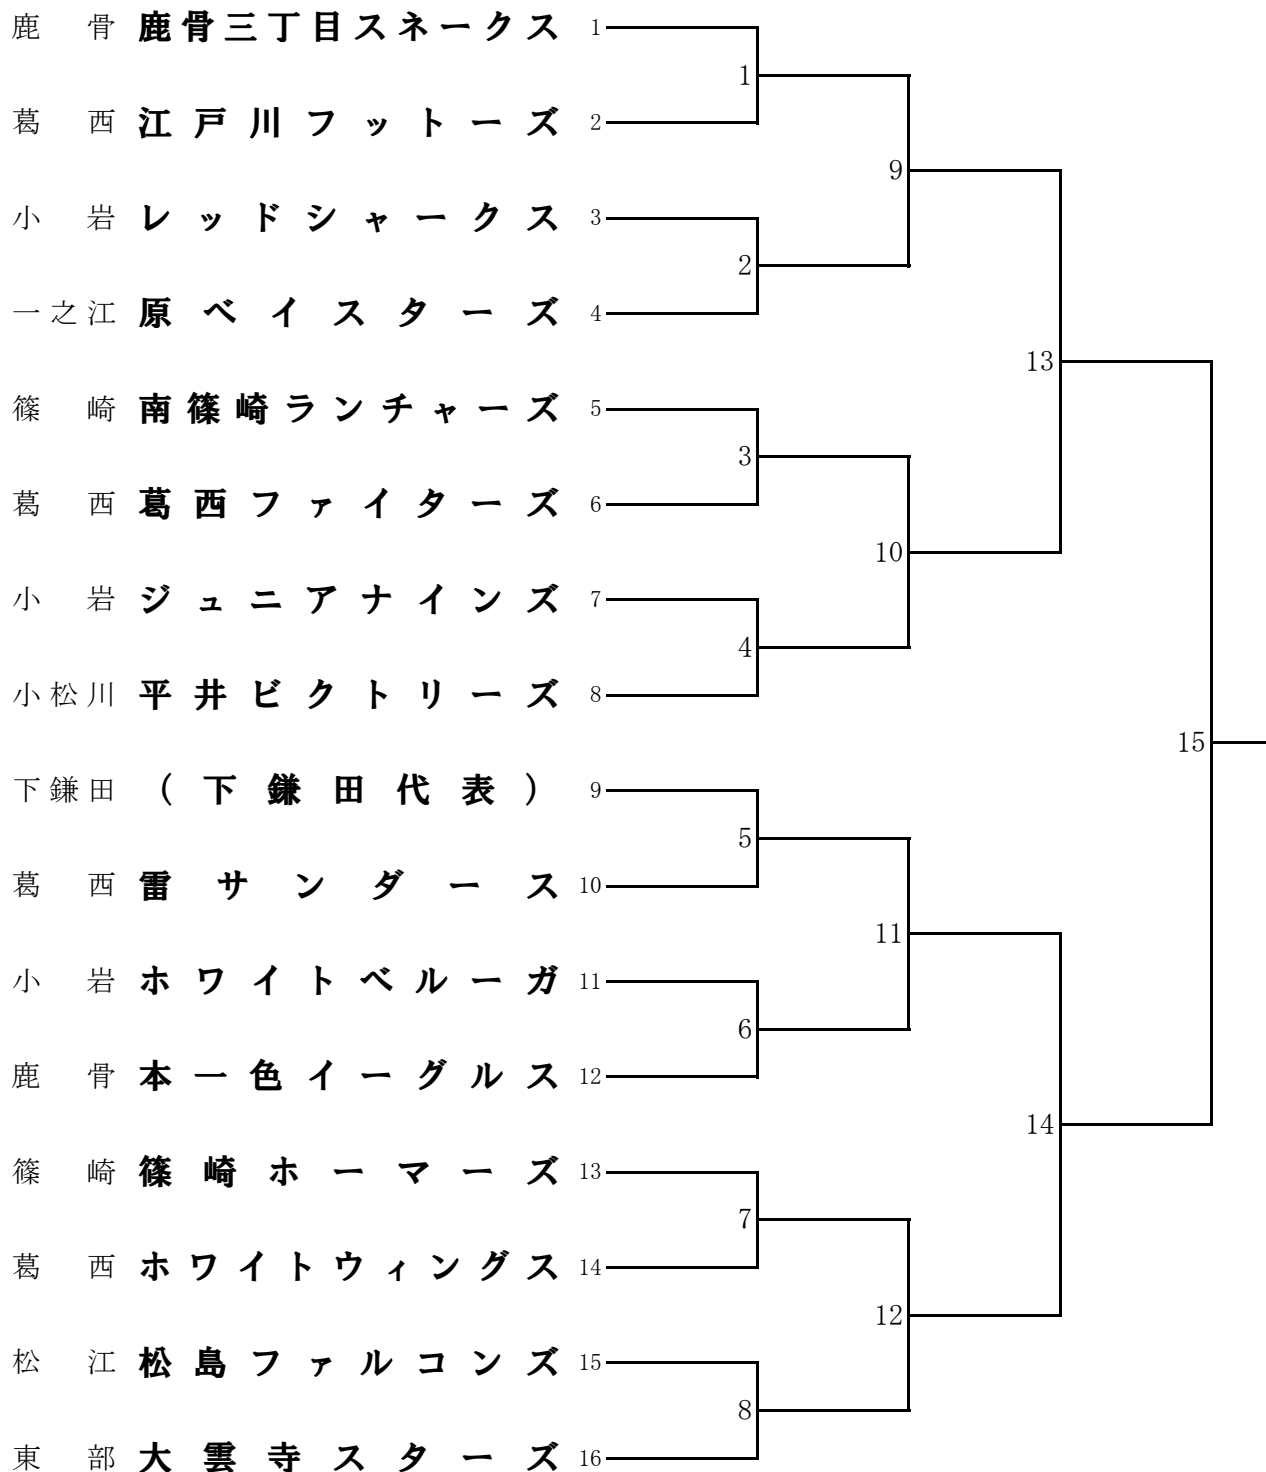 鹿骨 鹿骨三丁目スネークス 1
1
葛西 江戸川フットーズ 2
9
小岩 レッドシャークス 3
2
一之江 原ベイスターズ 4
13
篠崎 南篠崎ランチャーズ 5
3
葛西 葛西ファイターズ 6
10
小岩 ジュニアナインズ 7
4
小松川 平井ビクトリーズ 8
15
下鎌田 (下鎌田代表) 9
5
葛西 雷サンダース 10
11
小岩 ホワイトベルーガ 11
6
鹿骨 本一色イーグルス 12
14
篠崎 篠崎ホーマーズ 13
7
葛西 ホワイトウィングス 14
12
松江 松島ファルコンズ 15
8
東部 大雲寺スターズ 16